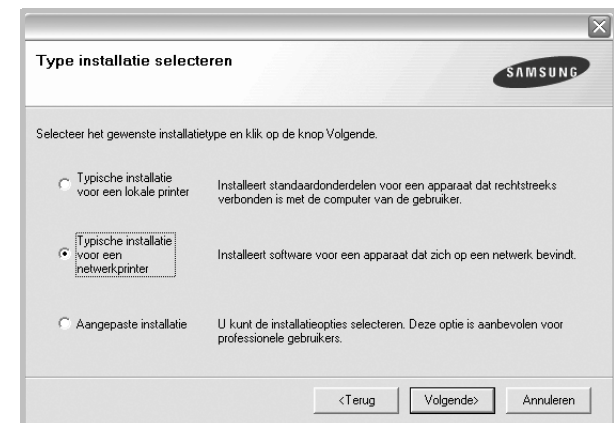 Type installatie selecteren
SAMSUNG
Selecteer het gewenste installatietype en klik op de knop Volgende.
Typische installatie
voor een lokale printer
Installeert standaardonderdelen voor een apparaat dat rechtstreeks
verbonden is met de computer van de gebruiker.
Typische installatie
voor een
netwerkprinter
Installeert software voor een apparaat dat zich op een netwerk bevindt.
Aangepaste installatie
U kunt de installatieopties selecteren. Deze optie is aanbevolen voor
professionele gebruikers.
<Terug
Volgende>
Annuleren